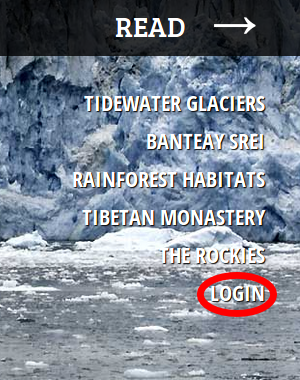 READ →
TIDEWATER GLACIERS
BANTEAY SREI
RAINFOREST HABITATS
TIBETAN MONASTERY
THE ROCKIES
LOGIN